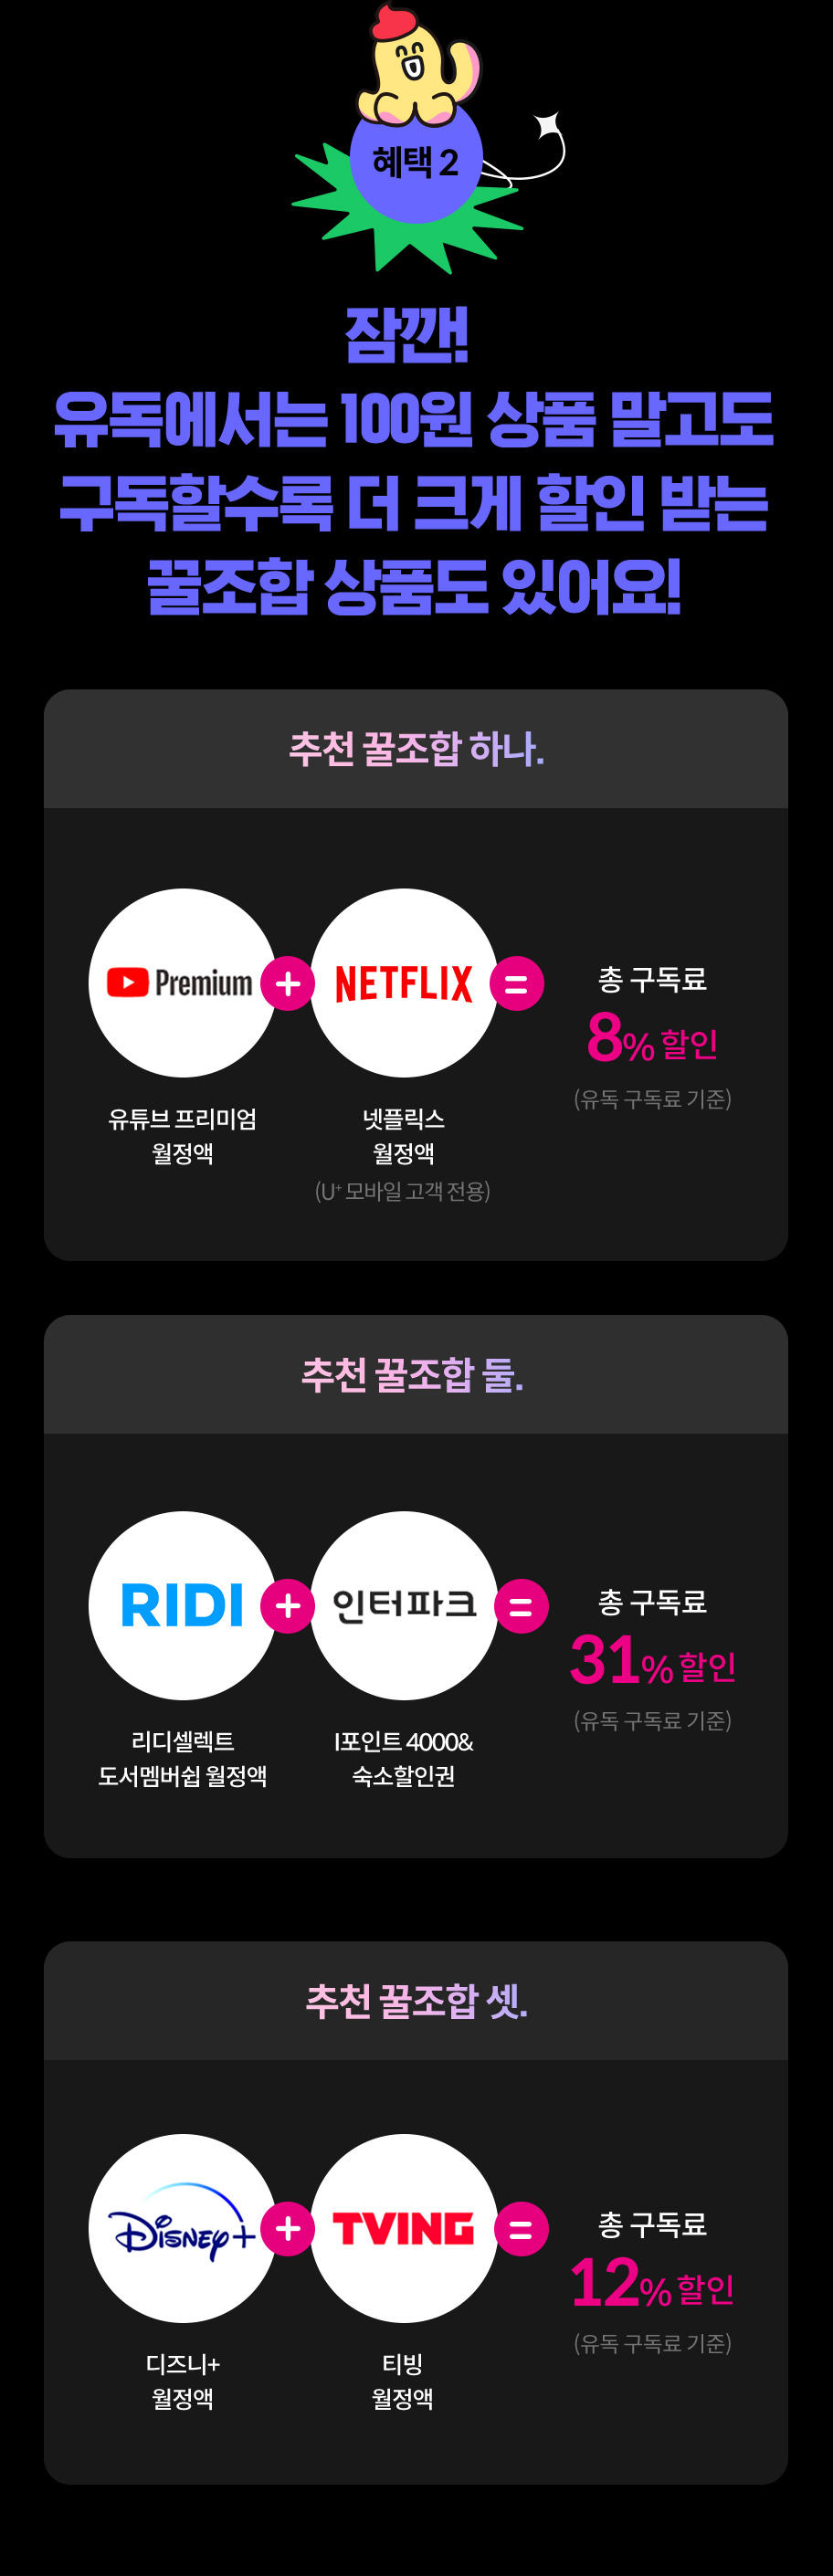 혜택 2
잠깐!
유독에서는 100원 상품 말고도
구독할수록 더 크게 할인 받는
꿀조합 상품도 있어요!
추천 꿀조합 하나.
Premium + NETFLIX =
총 구독료
8% 할인
(유독 구독료 기준)
유튜브 프리미엄
월정액
넷플릭스
월정액
(U⁺ 모바일 고객 전용)
추천 꿀조합 둘.
RIDI + 인터파크 =
총 구독료
31% 할인
(유독 구독료 기준)
리디셀렉트
도서멤버쉽 월정액
I포인트 4000&
숙소할인권
추천 꿀조합 셋.
Disney+ + TVING =
총 구독료
12% 할인
(유독 구독료 기준)
디즈니+
월정액
티빙
월정액